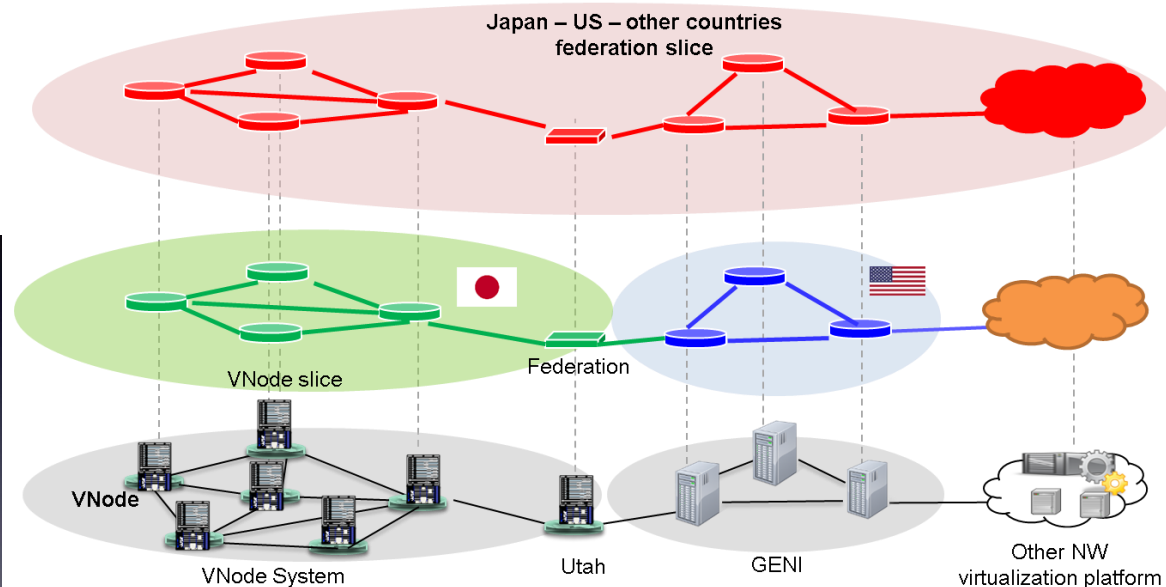 Japan – US – other countries
federation slice
VNode slice
Federation
VNode
VNode System
Utah
GENI
Other NW
virtualization platform